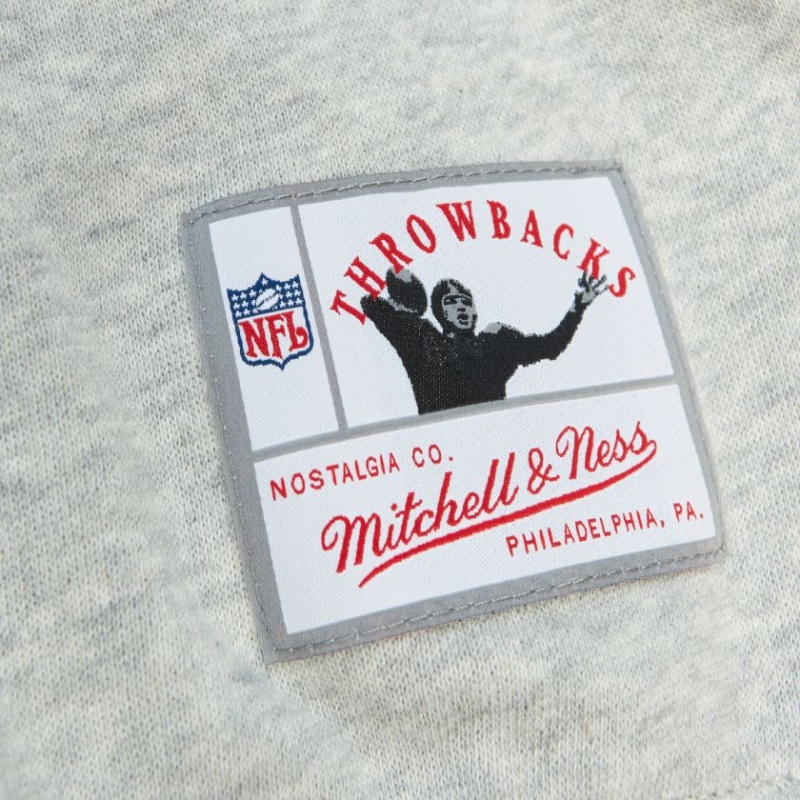 THROWBACKS
NFL
NOSTALGIA CO.
Mitchell & Ness
PHILADELPHIA, PA.